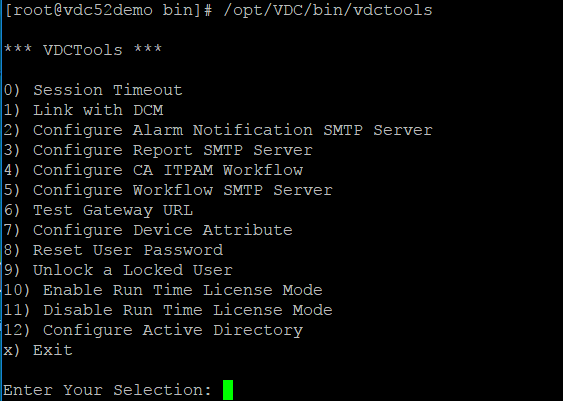 [root@vdc52demo bin]# /opt/VDC/bin/vdctools
*** VDCTools ***
0) Session Timeout
1) Link with DCM
2) Configure Alarm Notification SMTP Server
3) Configure Report SMTP Server
4) Configure CA ITPAM Workflow
5) Configure Workflow SMTP Server
6) Test Gateway URL
7) Configure Device Attribute
8) Reset User Password
9) Unlock a Locked User
10) Enable Run Time License Mode
11) Disable Run Time License Mode
12) Configure Active Directory
x) Exit
Enter Your Selection: